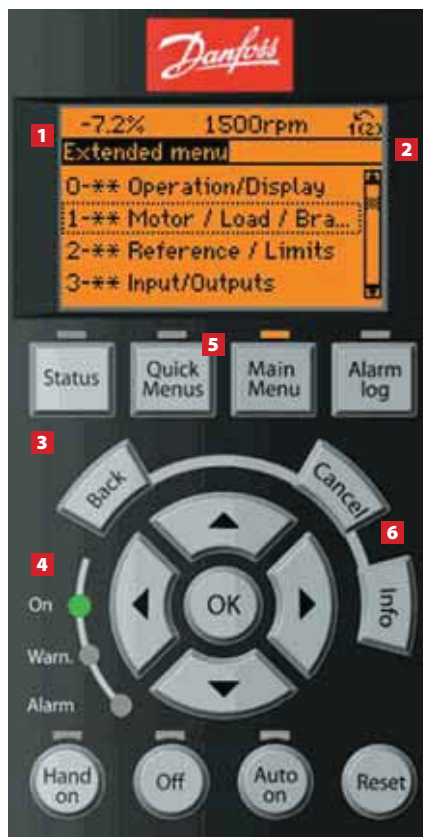 Danfoss
-7.2% 1500rpm 1(2)
1
Extended menu
2
0-** Operation/Display
1-** Motor / Load / Bra...
2-** Reference / Limits
3-** Input/Outputs
5
Status
Quick
Menus
Main
Menu
Alarm
log
3
Back
Cancel
6
4
On
OK
Info
Warn.
Alarm
Hand
on
Off
Auto
on
Reset